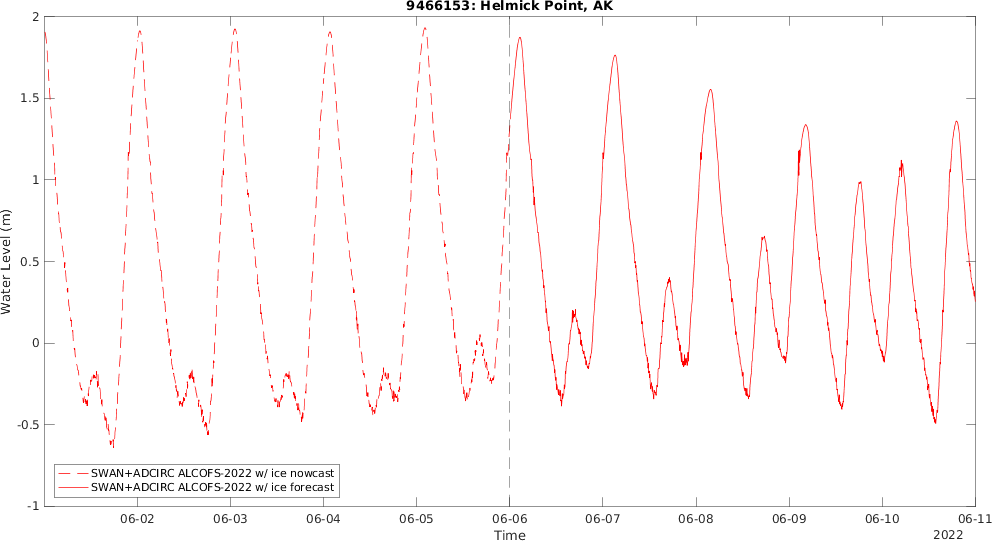 9466153: Helmick Point, AK
2
1.5
1
0.5
0
-0.5
-1
Water Level (m)
SWAN+ADCIRC ALCOFS-2022 w/ ice nowcast
SWAN+ADCIRC ALCOFS-2022 w/ ice forecast
06-02 06-03 06-04 06-05 06-06 06-07 06-08 06-09 06-10 06-11
Time
2022